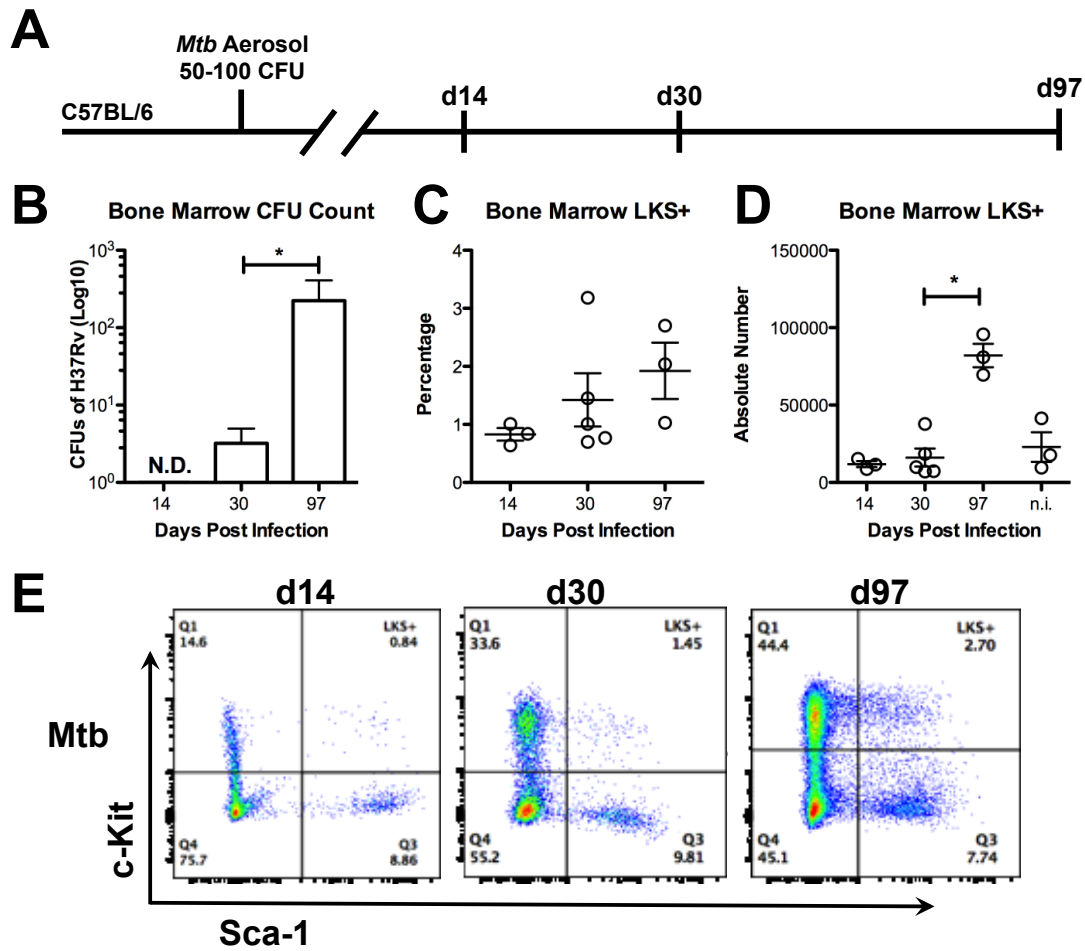 A
Mtb Aerosol
50-100 CFU
C57BL/6
d14
d30
d97
B
Bone Marrow CFU Count
CFUs of H37Rv (Log10)
10³
10²
10¹
10⁰
*
N.D.
14
30
97
Days Post Infection
C
Bone Marrow LKS+
Percentage
4
3
2
1
0
14
30
97
Days Post Infection
D
Bone Marrow LKS+
Absolute Number
150000
100000
50000
0
*
14
30
97
n.i.
Days Post Infection
E
Mtb
c-Kit
d14
Q1
14.6
LKS+
0.84
Q4
75.7
Q3
8.86
d30
Q1
33.6
LKS+
1.45
Q4
55.2
Q3
9.81
d97
Q1
44.4
LKS+
2.70
Q4
45.1
Q3
7.74
Sca-1